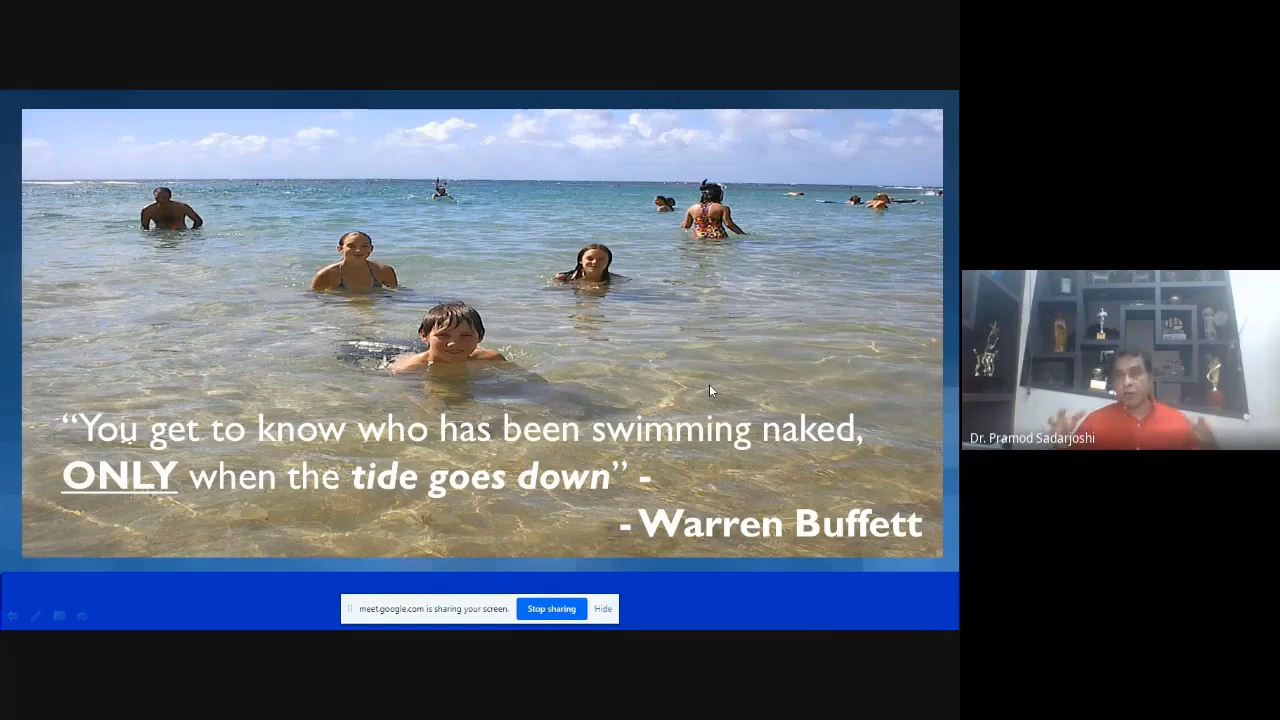 “You get to know who has been swimming naked,
ONLY when the tide goes down” -
- Warren Buffett
meet.google.com is sharing your screen. Stop sharing Hide
Dr. Pramod Sadarjoshi